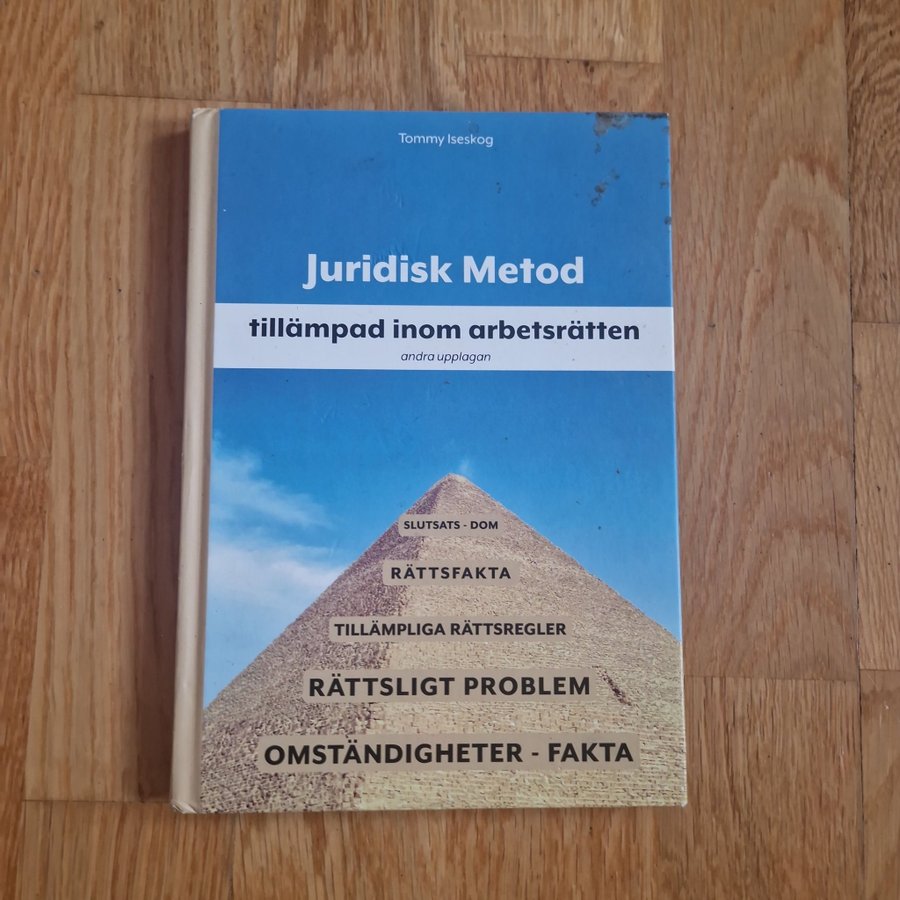 Tommy Iseskog
Juridisk Metod
tillämpad inom arbetsrätten
andra upplagan
SLUTSATS - DOM
RÄTTSFAKTA
TILLÄMPLIGA RÄTTSREGLER
RÄTTSLIGT PROBLEM
OMSTÄNDIGHETER - FAKTA